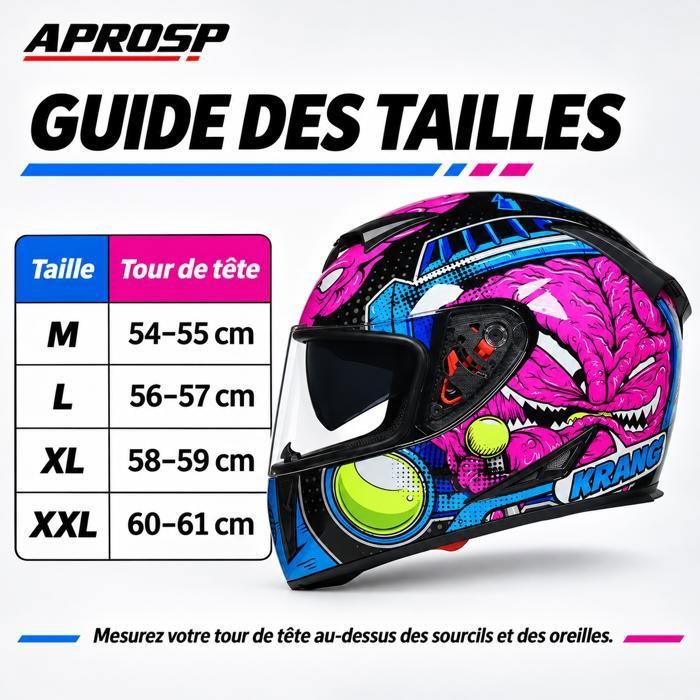 APROSP
GUIDE DES TAILLES
Taille Tour de tête
M 54–55 cm
L 56–57 cm
XL 58–59 cm
XXL 60–61 cm
KRANG
Mesurez votre tour de tête au-dessus des sourcils et des oreilles.